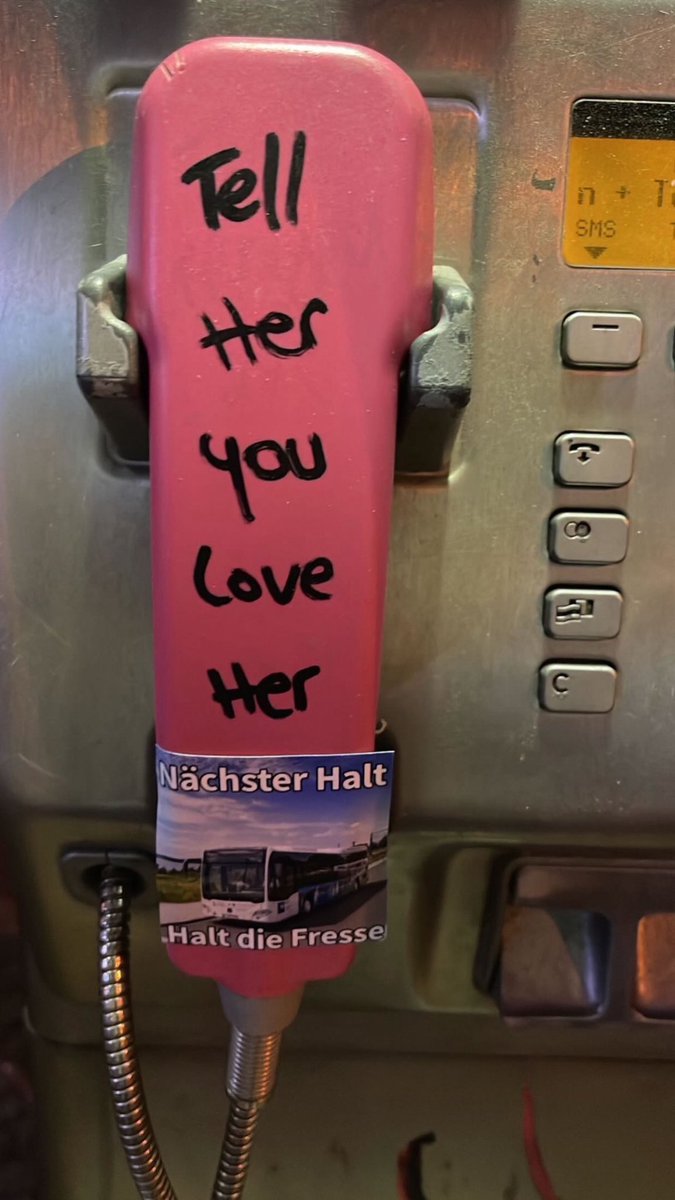 Tell
Her
you
Love
Her
Nächster Halt
Halt die Fresse
n +
SMS
C